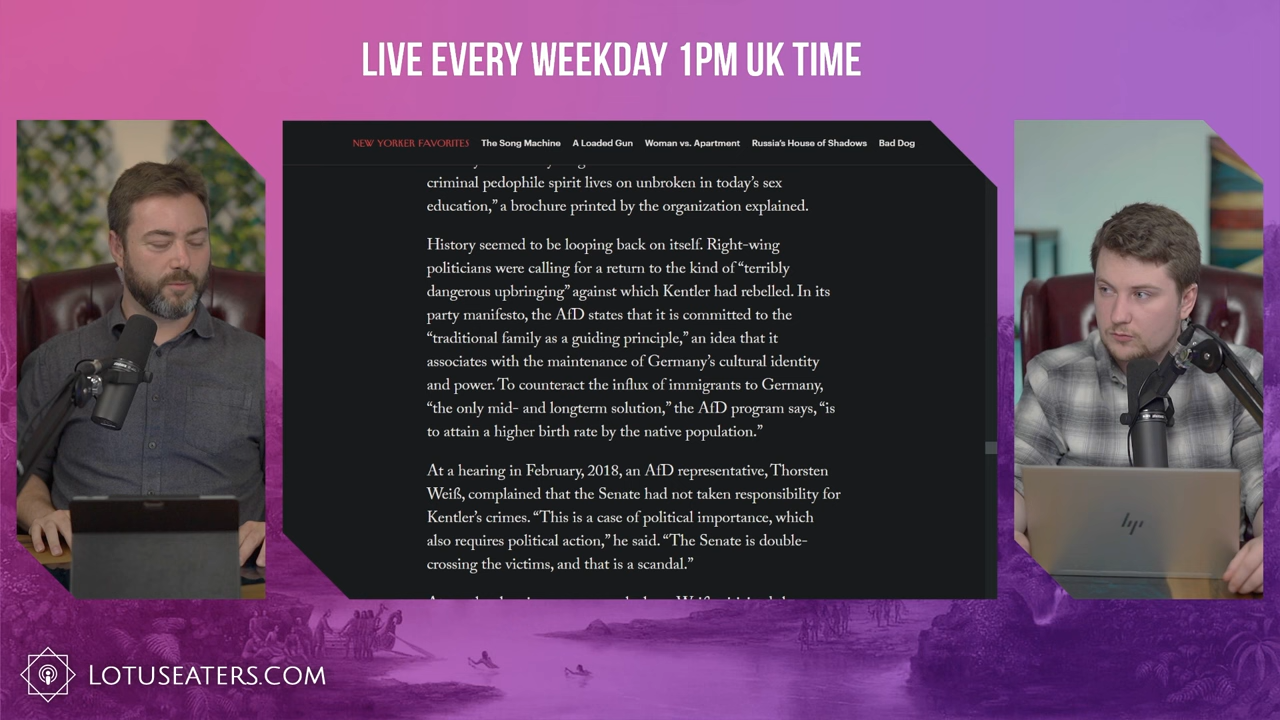 LIVE EVERY WEEKDAY 1PM UK TIME
NEW YORKER FAVORITES The Song Machine A Loaded Gun Woman vs. Apartment Russia's House of Shadows Bad Dog
criminal pedophile spirit lives on unbroken in today's sex
education,” a brochure printed by the organization explained.
History seemed to be looping back on itself. Right-wing
politicians were calling for a return to the kind of “terribly
dangerous upbringing” against which Kentler had rebelled. In its
party manifesto, the AfD states that it is committed to the
“traditional family as a guiding principle,” an idea that it
associates with the maintenance of Germany's cultural identity
and power. To counteract the influx of immigrants to Germany,
“the only mid- and longterm solution,” the AfD program says, “is
to attain a higher birth rate by the native population.”
At a hearing in February, 2018, an AfD representative, Thorsten
Weiß, complained that the Senate had not taken responsibility for
Kentler's crimes. “This is a case of political importance, which
also requires political action,” he said. “The Senate is double-
crossing the victims, and that is a scandal.”
hp
LOTUSEATERS.COM